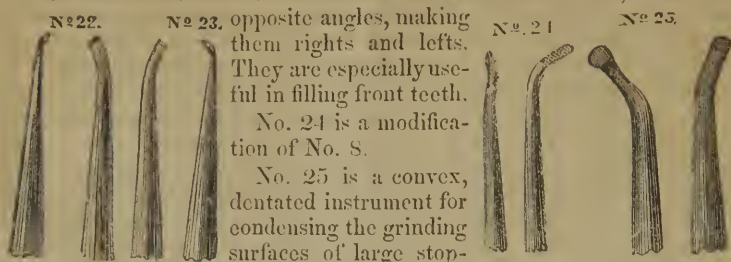 Nº 22.
Nº 23.
opposite angles, making
them rights and lefts.
They are especially use-
ful in filling front teeth.
No. 24 is a modifica-
tion of No. 8.
No. 25 is a convex,
dentated instrument for
condensing the grinding
surfaces of large stop-
Nº. 24
Nº 25.